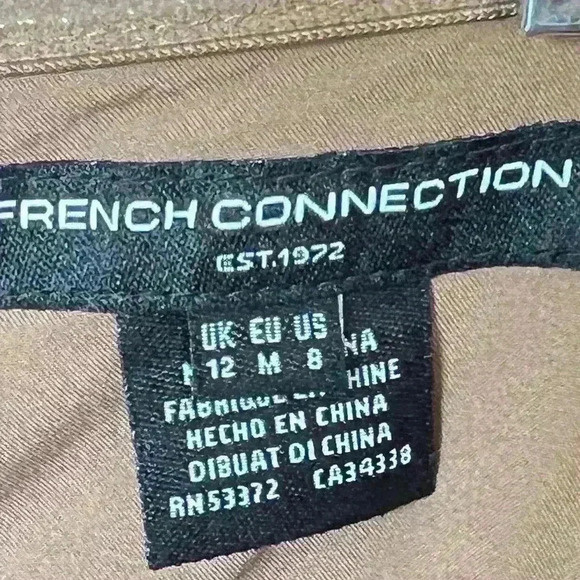 FRENCH CONNECTION
EST.1972
UK EU US
12 M 8
HECHO EN CHINA
DIBUAT DI CHINA
RN53372 CA34338